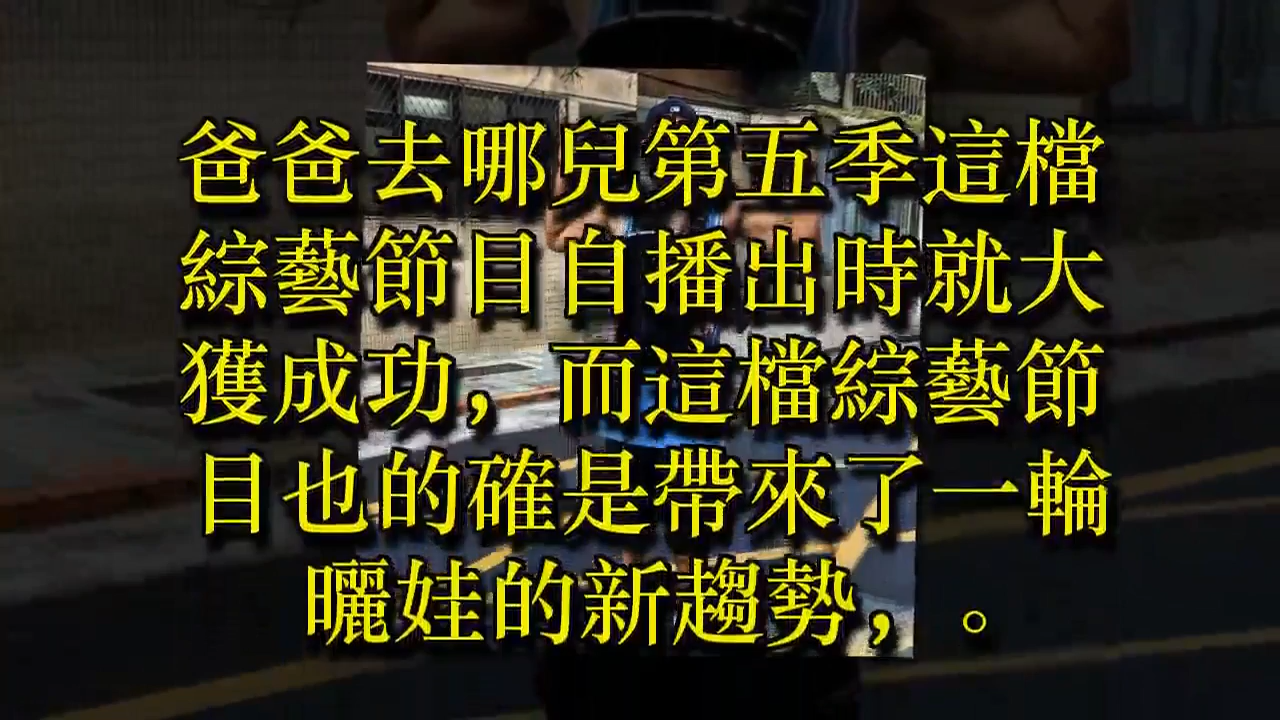 爸爸去哪兒第五季這檔
綜藝節目自播出時就大
獲成功，而這檔綜藝節
目也的確是帶來了一輪
曬娃的新趨勢，。